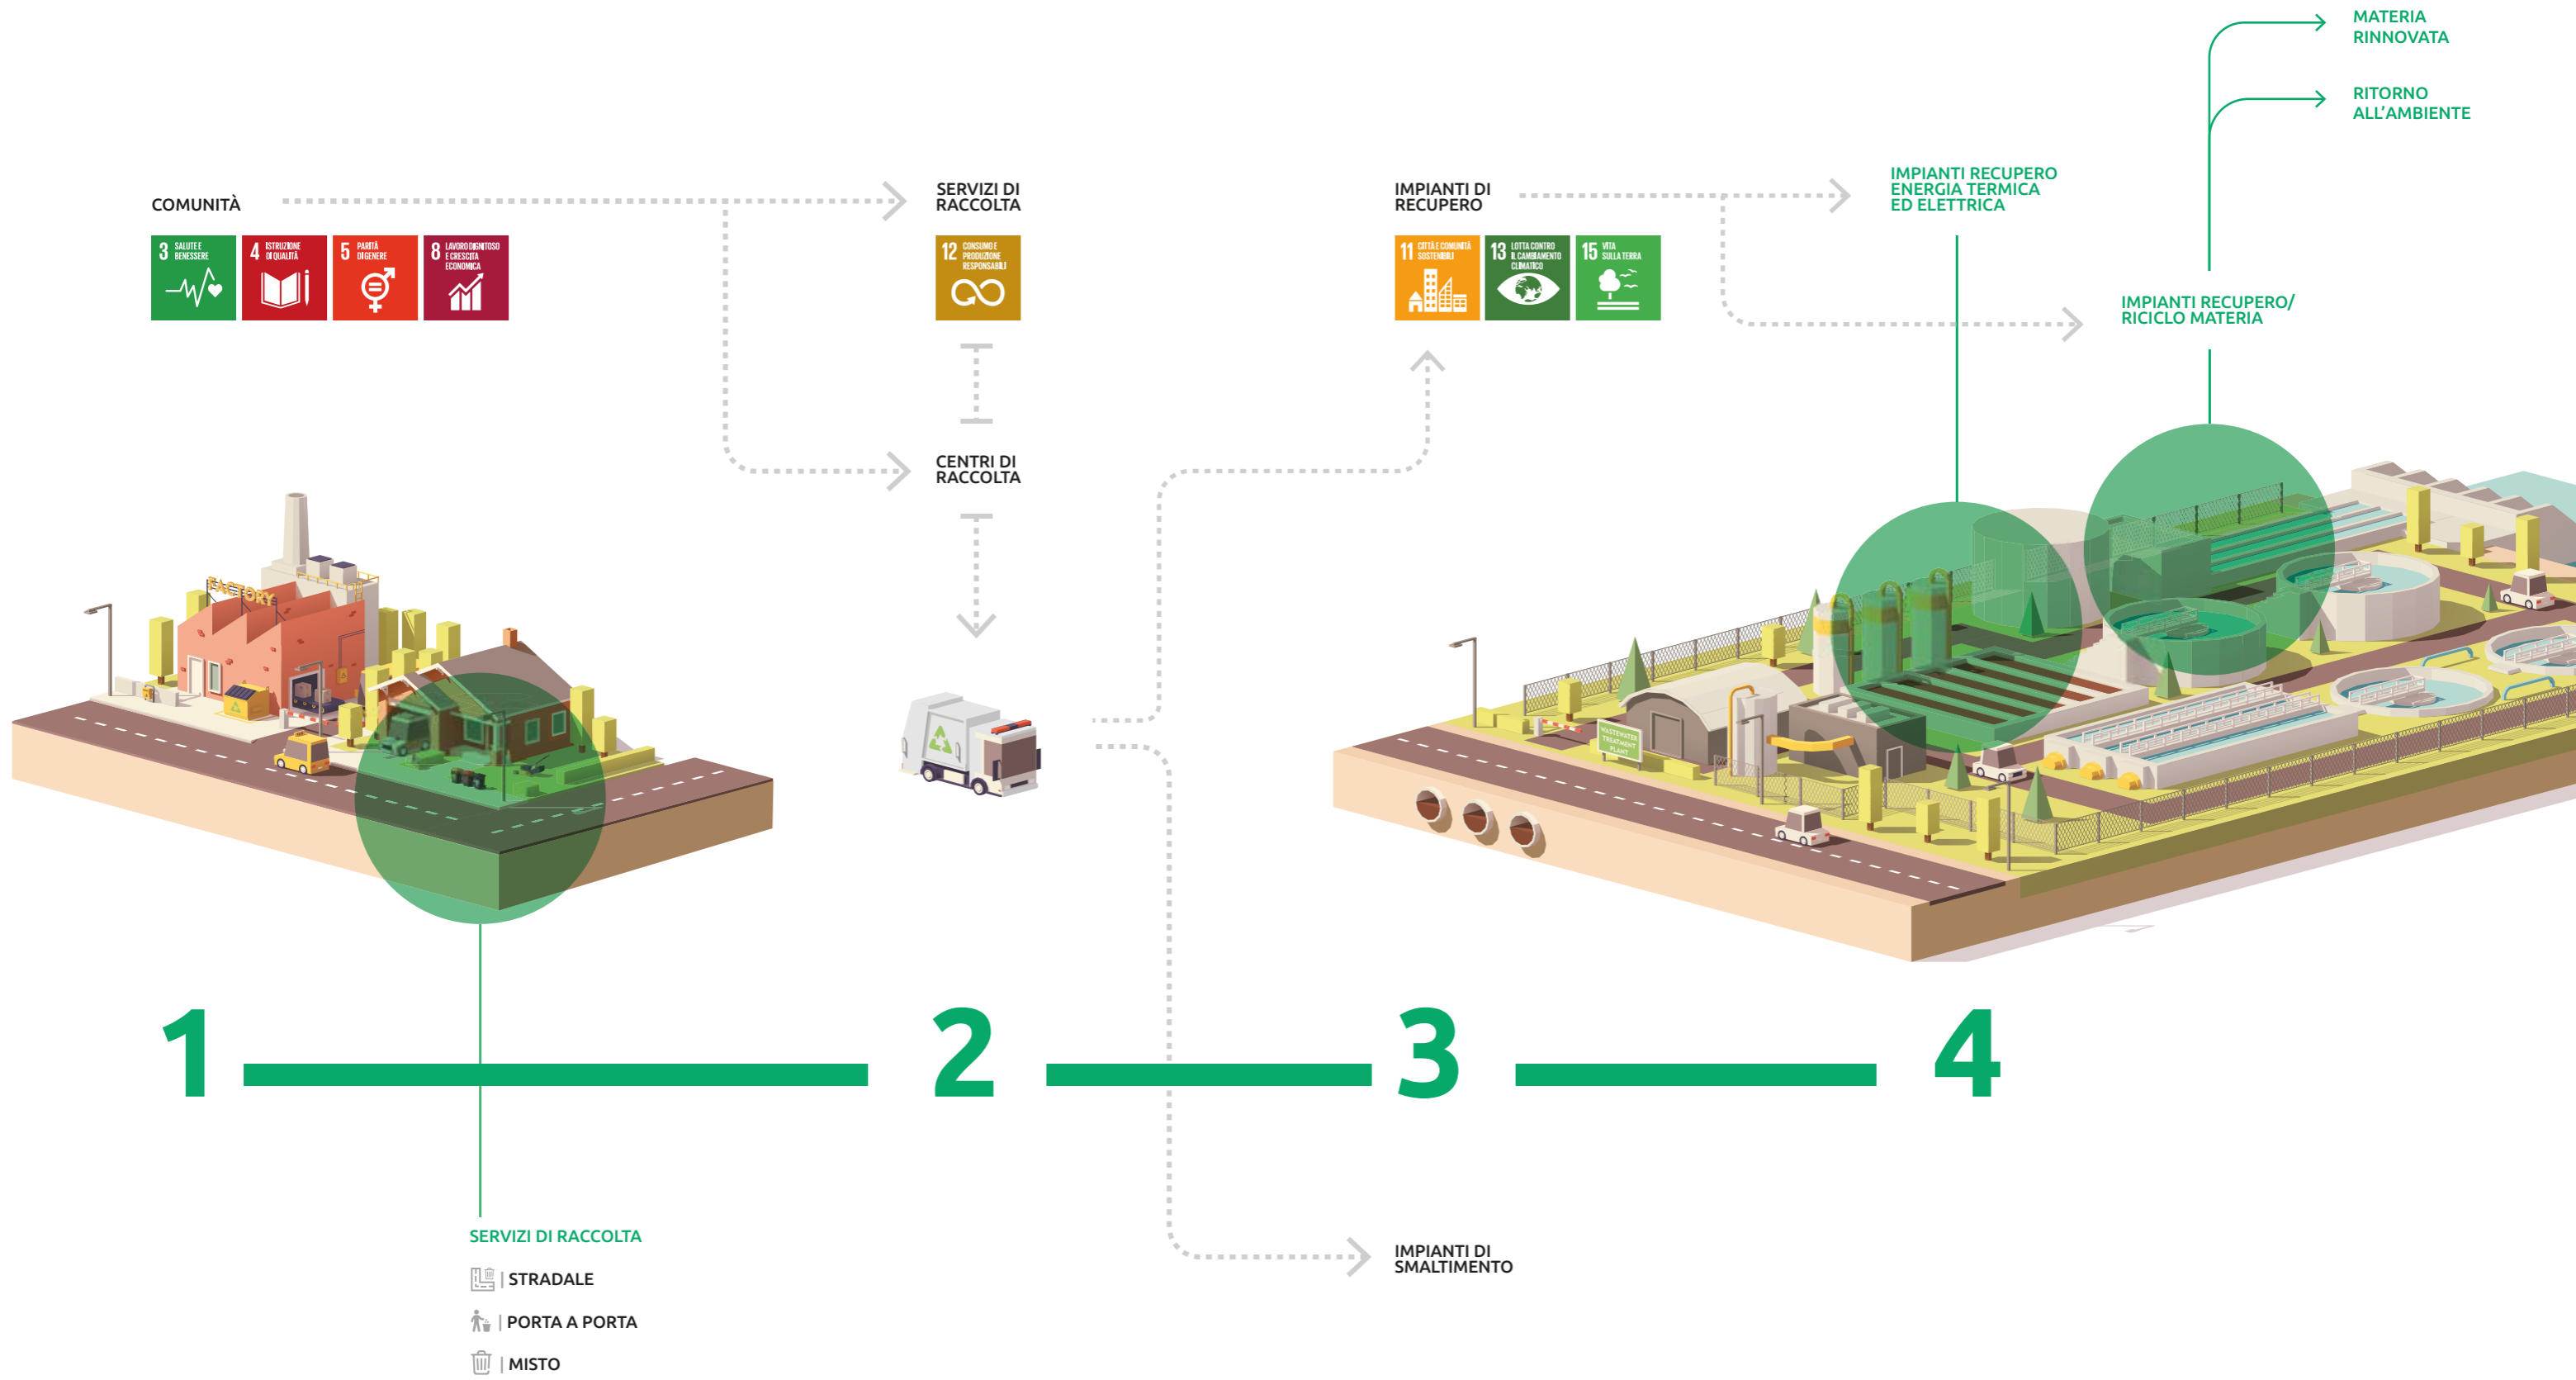 MATERIA
RINNOVATA
RITORNO
ALL'AMBIENTE
COMUNITÀ
3 SALUTE E
BENESSERE
4 ISTRUZIONE
DI QUALITÀ
5 PARITÀ
DI GENERE
8 LAVORO DIGNITOSO
E CRESCITA
ECONOMICA
SERVIZI DI
RACCOLTA
12 CONSUMO E
PRODUZIONE
RESPONSABILI
CENTRI DI
RACCOLTA
IMPIANTI DI
RECUPERO
11 CITTÀ E COMUNITÀ
SOSTENIBILI
13 LOTTA CONTRO
IL CAMBIAMENTO
CLIMATICO
15 VITA
SULLA TERRA
IMPIANTI RECUPERO
ENERGIA TERMICA
ED ELETTRICA
IMPIANTI RECUPERO/
RICICLO MATERIA
FACTORY
WASTEWATER
TREATMENT
PLANT
1
2
3
4
SERVIZI DI RACCOLTA
| STRADALE
| PORTA A PORTA
| MISTO
IMPIANTI DI
SMALTIMENTO